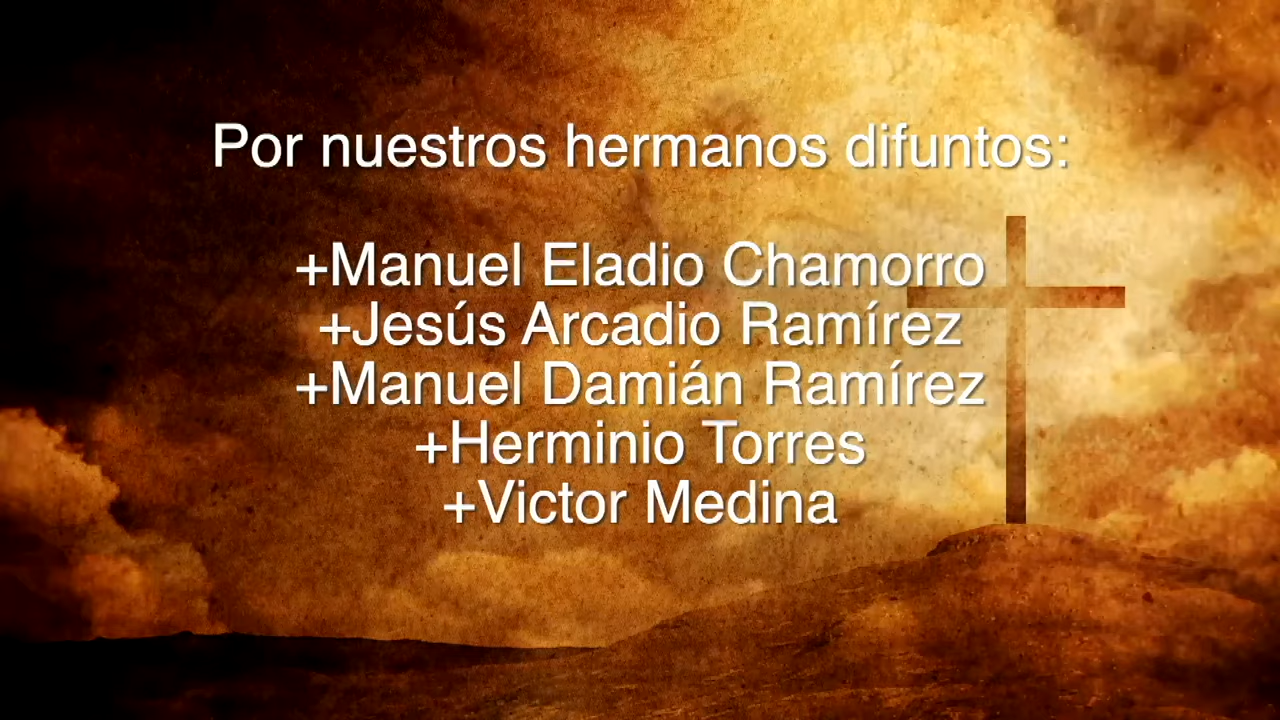 Por nuestros hermanos difuntos:
+Manuel Eladio Chamorro
+Jesús Arcadio Ramírez
+Manuel Damián Ramírez
+Herminio Torres
+Victor Medina